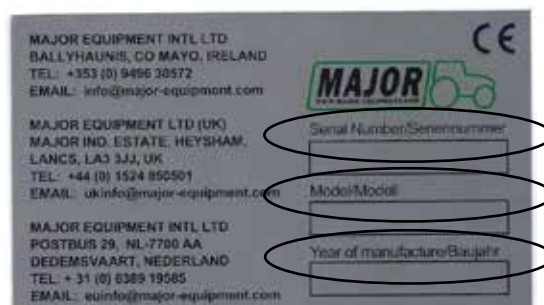 MAJOR EQUIPMENT INTL LTD
BALLYHAUNIS, CO MAYO, IRELAND
TEL: +353 (0) 9496 30572
EMAIL: info@major-equipment.com
MAJOR EQUIPMENT LTD (UK)
MAJOR IND. ESTATE, HEYSHAM,
LANCS, LA3 3JJ, UK
TEL: +44 (0) 1524 850501
EMAIL: ukinfo@major-equipment.com
MAJOR EQUIPMENT INTL LTD
POSTBUS 29, NL-7700 AA
DEDEMSVAART, NEDERLAND
TEL: + 31 (0) 6389 19585
EMAIL: euinfo@major-equipment.com
CE
MAJOR
Serial Number/Seriennummer
Model/Modell
Year of manufacture/Baujahr